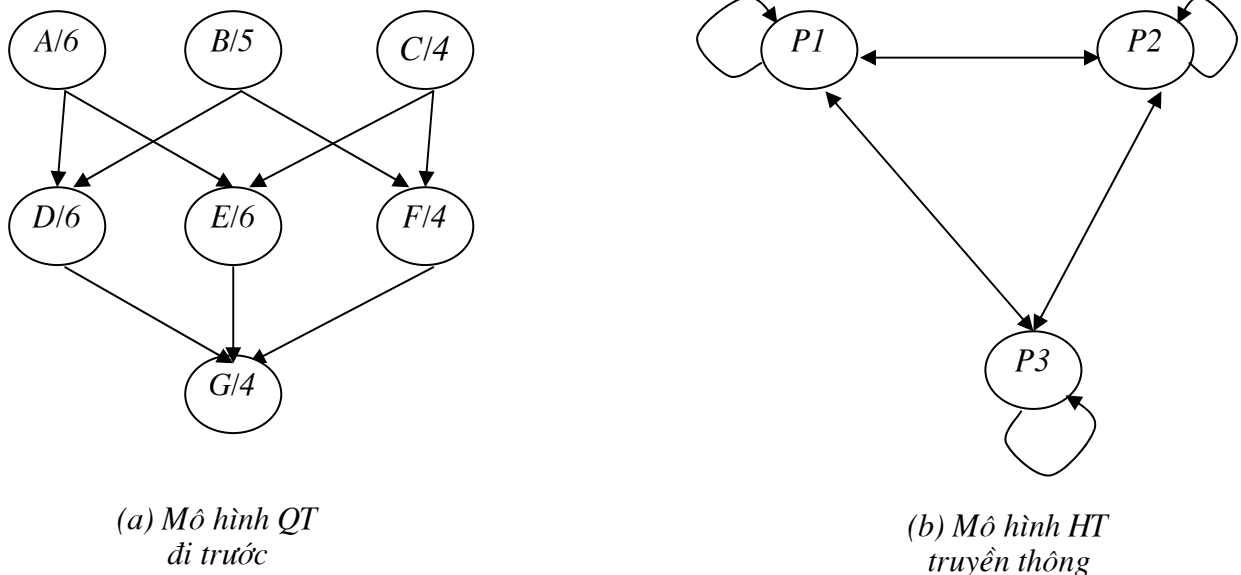 A/6 B/5 C/4 P1 P2
D/6 E/6 F/4
G/4 P3
(a) Mô hình QT
đi trước
(b) Mô hình HT
truyền thông